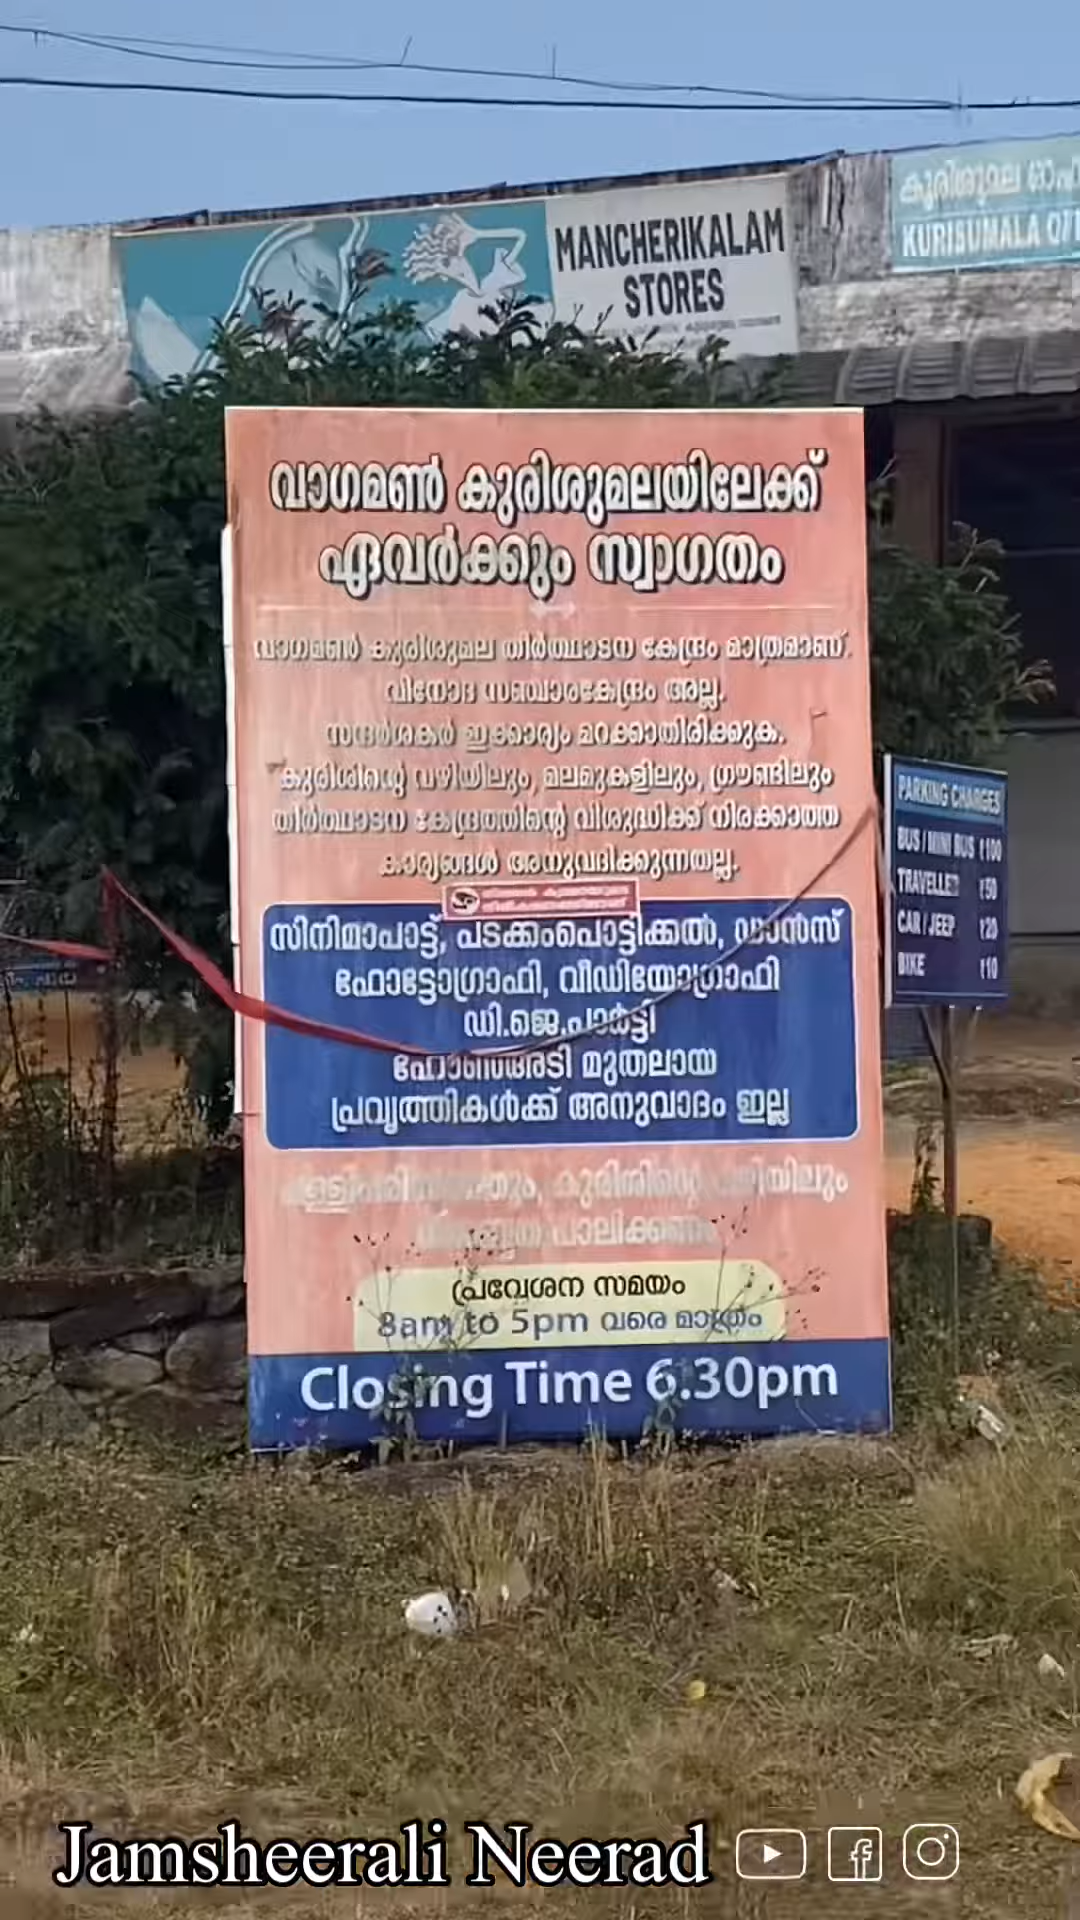 MANCHERIKALAM
STORES
കുരിശുമല
KURISUMALA
വാഗമൺ കുരിശുമലയിലേക്ക്
ഏവർക്കും സ്വാഗതം
വാഗമൺ കുരിശുമല തിർത്ഥാടന കേന്ദ്രം മാത്രമാണ്.
വിനോദ സഞ്ചാരകേന്ദ്രം അല്ല.
സന്ദർശകർ ഇക്കാര്യം മറക്കാതിരിക്കുക.
കുരിശിന്റെ വഴിയിലും, മലമുകളിലും, ഗ്രൗണ്ടിലും
തിർത്ഥാടന കേന്ദ്രത്തിന്റെ വിശുദ്ധിക്ക് നിരക്കാത്ത
കാര്യങ്ങൾ അനുവദിക്കുന്നതല്ല.
സിനിമാപാട്ട്, പടക്കംപൊട്ടിക്കൽ, ഡാൻസ്
ഫോട്ടോഗ്രാഫി, വീഡിയോഗ്രാഫി
ഡി.ജെ.പാർട്ടി
ഹോൺഅടി മുതലായ
പ്രവൃത്തികൾക്ക് അനുവാദം ഇല്ല
പാലിക്കണം
പ്രവേശന സമയം
8am to 5pm വരെ മാത്രം
Closing Time 6.30pm
PARKING CHARGES
BUS / MINI BUS ₹100
TRAVELLER ₹50
CAR / JEEP ₹20
BIKE ₹10
Jamsheerali Neerad